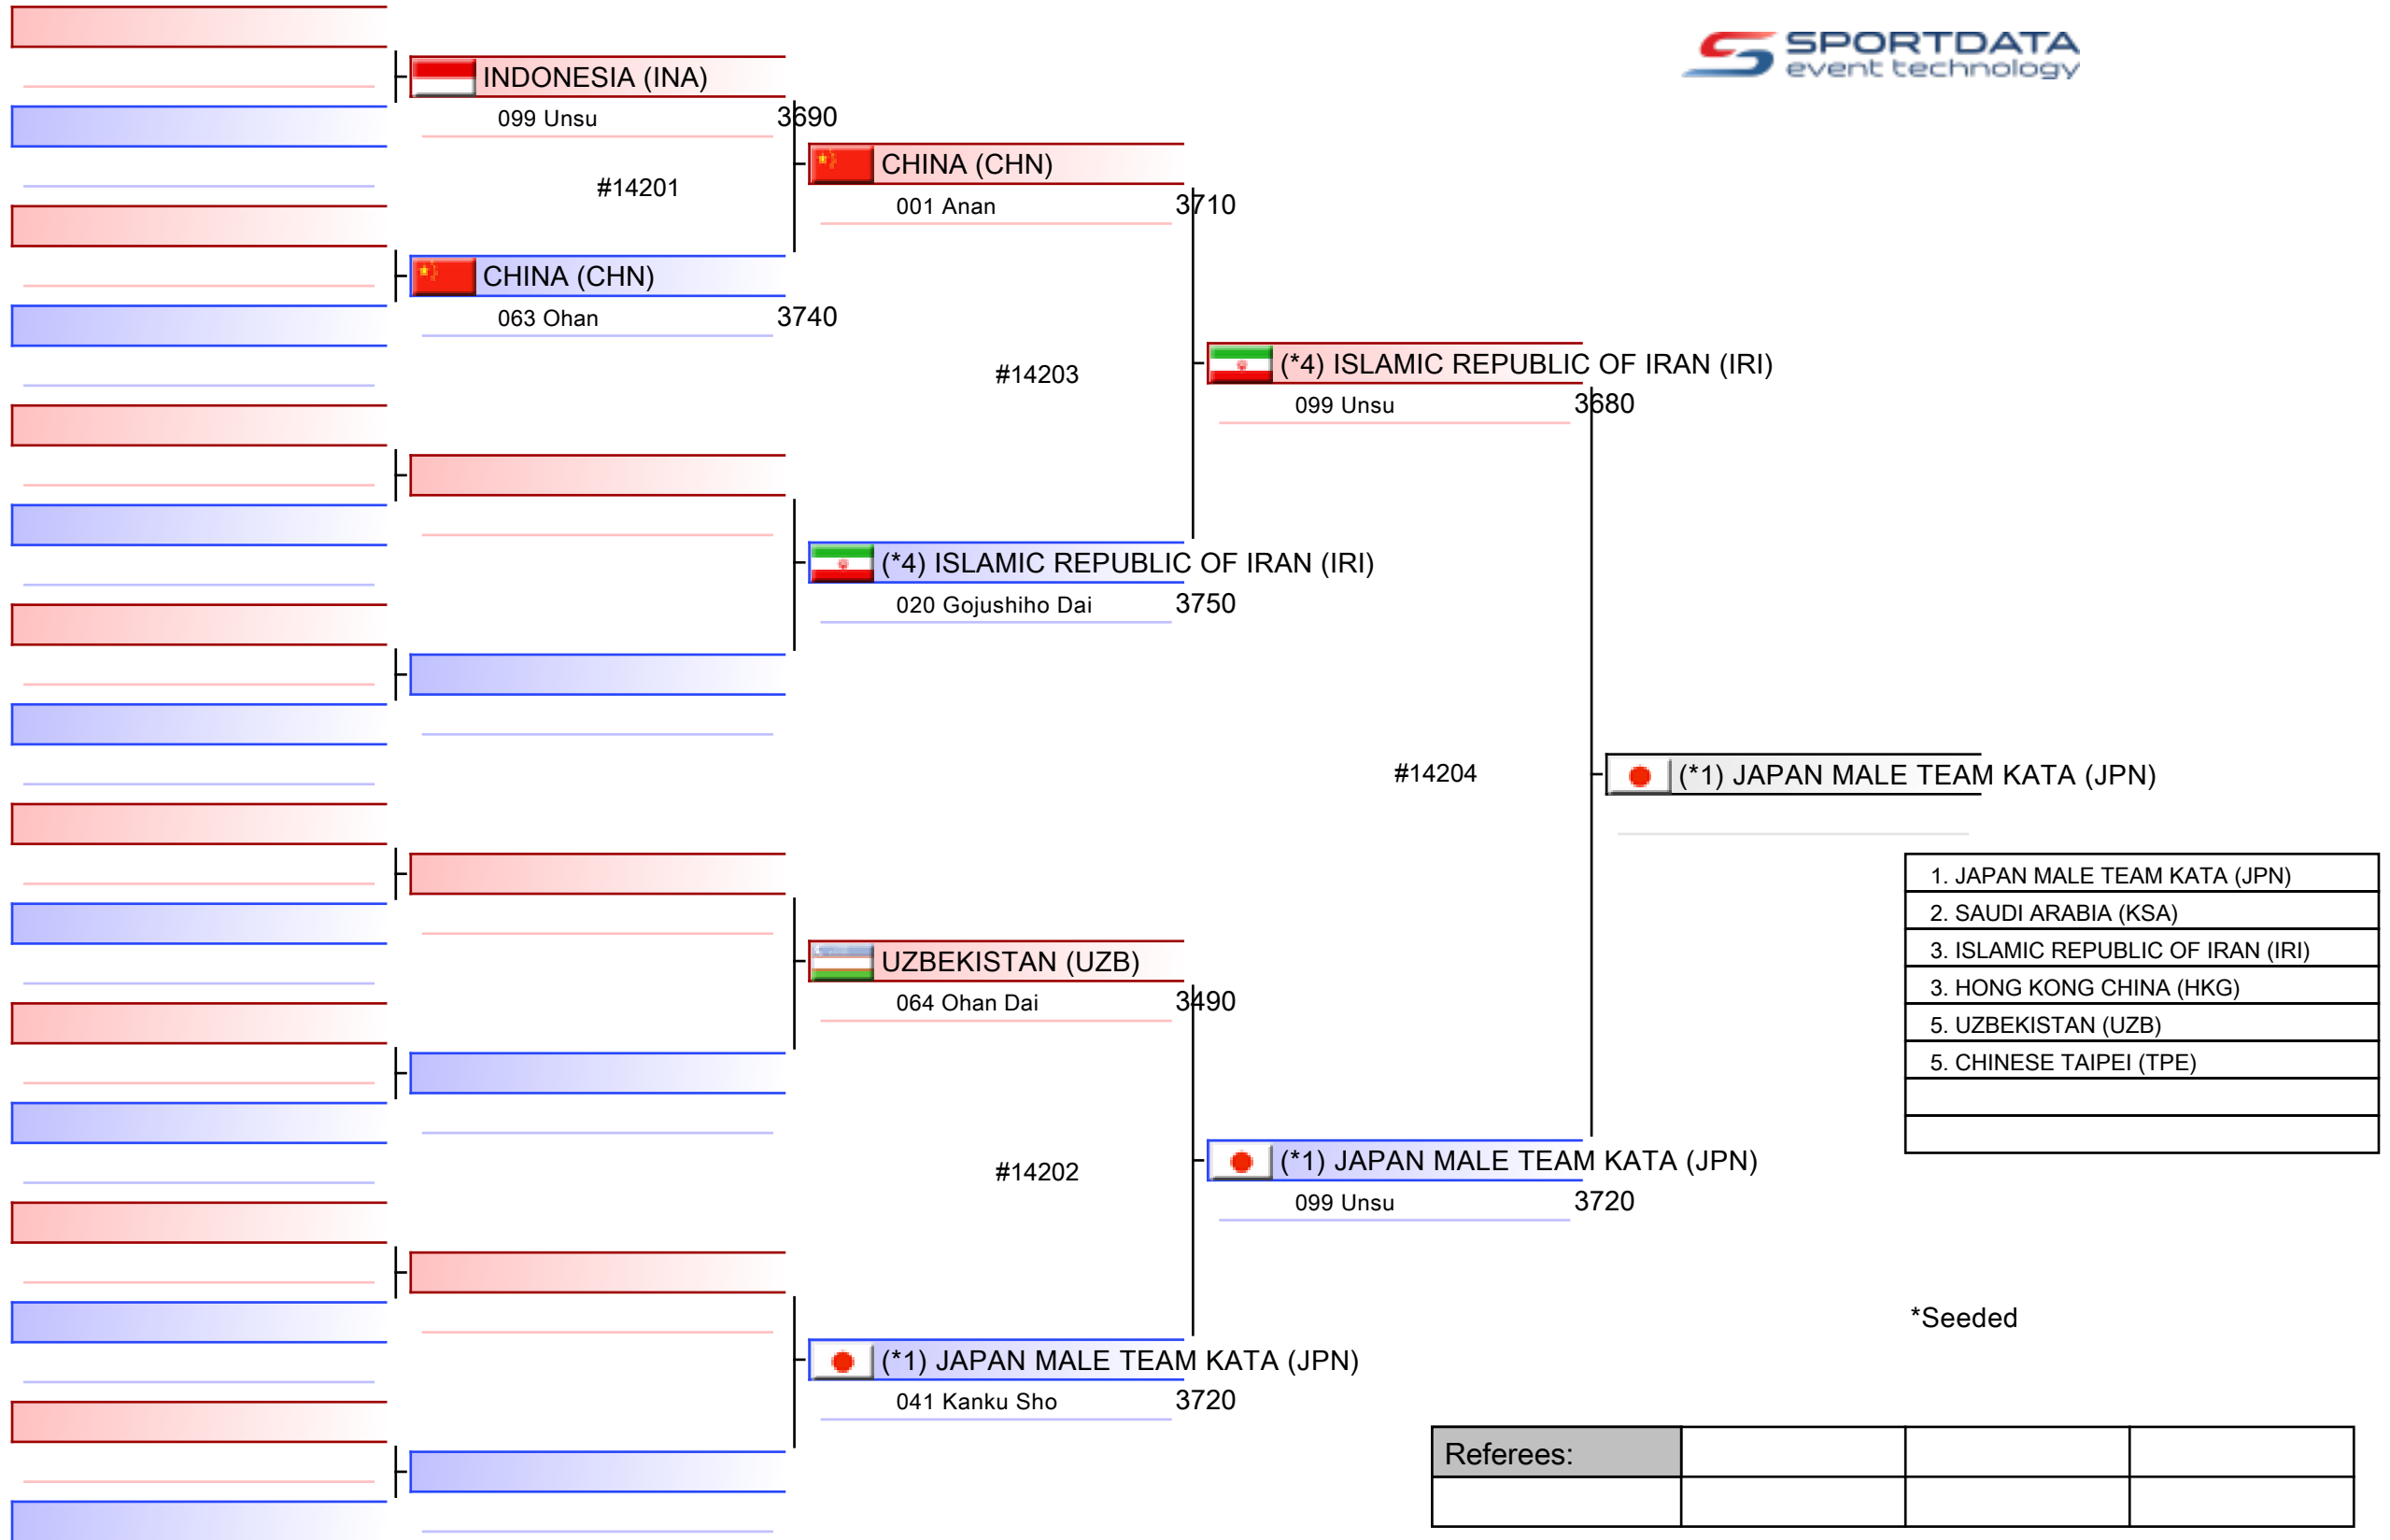 SPORTDATA
event technology
INDONESIA (INA)
099 Unsu 3690
#14201
CHINA (CHN)
063 Ohan 3740
CHINA (CHN)
001 Anan 3710
#14203
(*4) ISLAMIC REPUBLIC OF IRAN (IRI)
020 Gojushiho Dai 3750
(*4) ISLAMIC REPUBLIC OF IRAN (IRI)
099 Unsu 3680
#14204
(*1) JAPAN MALE TEAM KATA (JPN)
UZBEKISTAN (UZB)
064 Ohan Dai 3490
#14202
(*1) JAPAN MALE TEAM KATA (JPN)
041 Kanku Sho 3720
(*1) JAPAN MALE TEAM KATA (JPN)
099 Unsu 3720
1. JAPAN MALE TEAM KATA (JPN)
2. SAUDI ARABIA (KSA)
3. ISLAMIC REPUBLIC OF IRAN (IRI)
3. HONG KONG CHINA (HKG)
5. UZBEKISTAN (UZB)
5. CHINESE TAIPEI (TPE)
*Seeded
Referees: